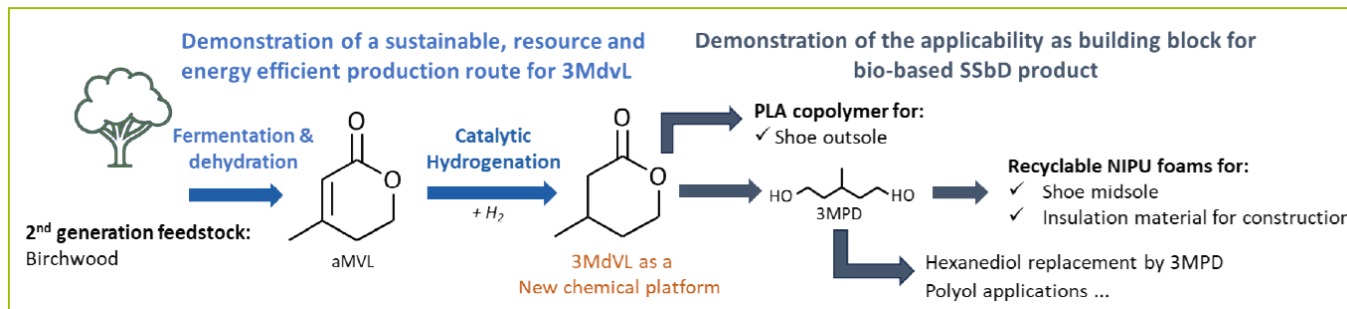 Demonstration of a sustainable, resource and
energy efficient production route for 3MdvL
Demonstration of the applicability as building block for
bio-based SSbD product
Fermentation &
dehydration
2nd generation feedstock:
Birchwood
O
O
aMVL
Catalytic
Hydrogenation
+ H2
O
O
3MdVL as a
New chemical platform
PLA copolymer for:
✓ Shoe outsole
HO
HO
3MPD
Recyclable NIPU foams for:
✓ Shoe midsole
✓ Insulation material for construction
Hexanediol replacement by 3MPD
Polyol applications ...